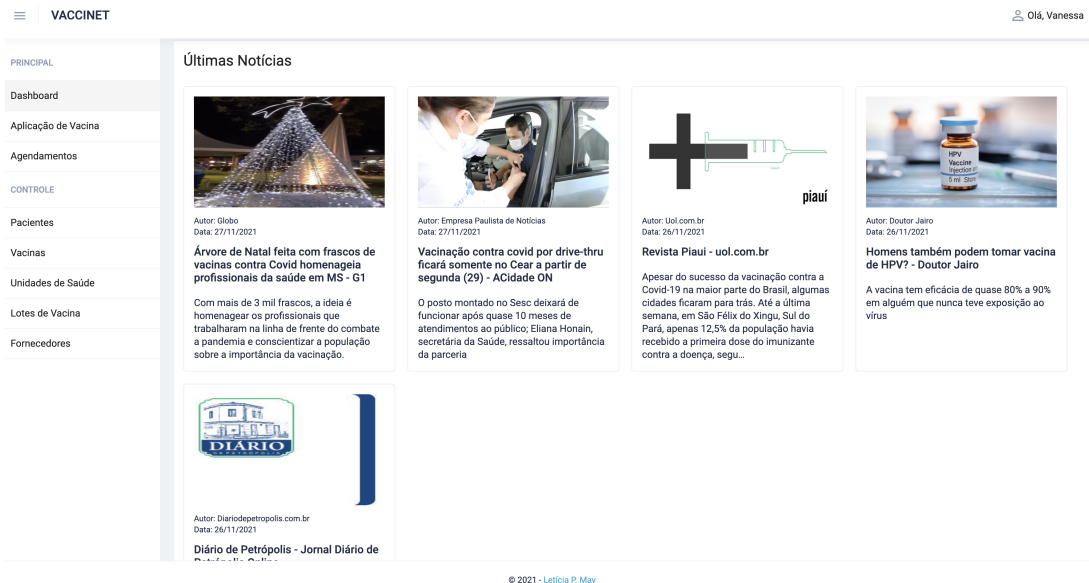 VACCINET
Olá, Vanessa
PRINCIPAL
Dashboard
Aplicação de Vacina
Agendamentos
CONTROLE
Pacientes
Vacinas
Unidades de Saúde
Lotes de Vacina
Fornecedores
Últimas Notícias
Autor: Globo
Data: 27/11/2021
Árvore de Natal feita com frascos de
vacinas contra Covid homenageia
profissionais da saúde em MS - G1
Com mais de 3 mil frascos, a ideia é
homenagear os profissionais que
trabalharam na linha de frente do combate
a pandemia e conscientizar a população
sobre a importância da vacinação.
Autor: Empresa Paulista de Notícias
Data: 27/11/2021
Vacinação contra covid por drive-thru
ficará somente no Cear a partir de
segunda (29) - ACidade ON
O posto montado no Sesc deixará de
funcionar após quase 10 meses de
atendimentos ao público; Eliana Honain,
secretária da Saúde, ressaltou importância
da parceria
piauí
Autor: Uol.com.br
Data: 26/11/2021
Revista Piaui - uol.com.br
Apesar do sucesso da vacinação contra a
Covid-19 na maior parte do Brasil, algumas
cidades ficaram para trás. Até a última
semana, em São Félix do Xingu, Sul do
Pará, apenas 12,5% da população havia
recebido a primeira dose do imunizante
contra a doença, segu...
HPV
Vaccine
Injection
5 ml
Autor: Doutor Jairo
Data: 26/11/2021
Homens também podem tomar vacina
de HPV? - Doutor Jairo
A vacina tem eficácia de quase 80% a 90%
em alguém que nunca teve exposição ao
vírus
DIÁRIO
DE PETRÓPOLIS
Autor: Diariodepetropolis.com.br
Data: 26/11/2021
Diário de Petrópolis - Jornal Diário de
Petrópolis Online
© 2021 - Letícia P. May